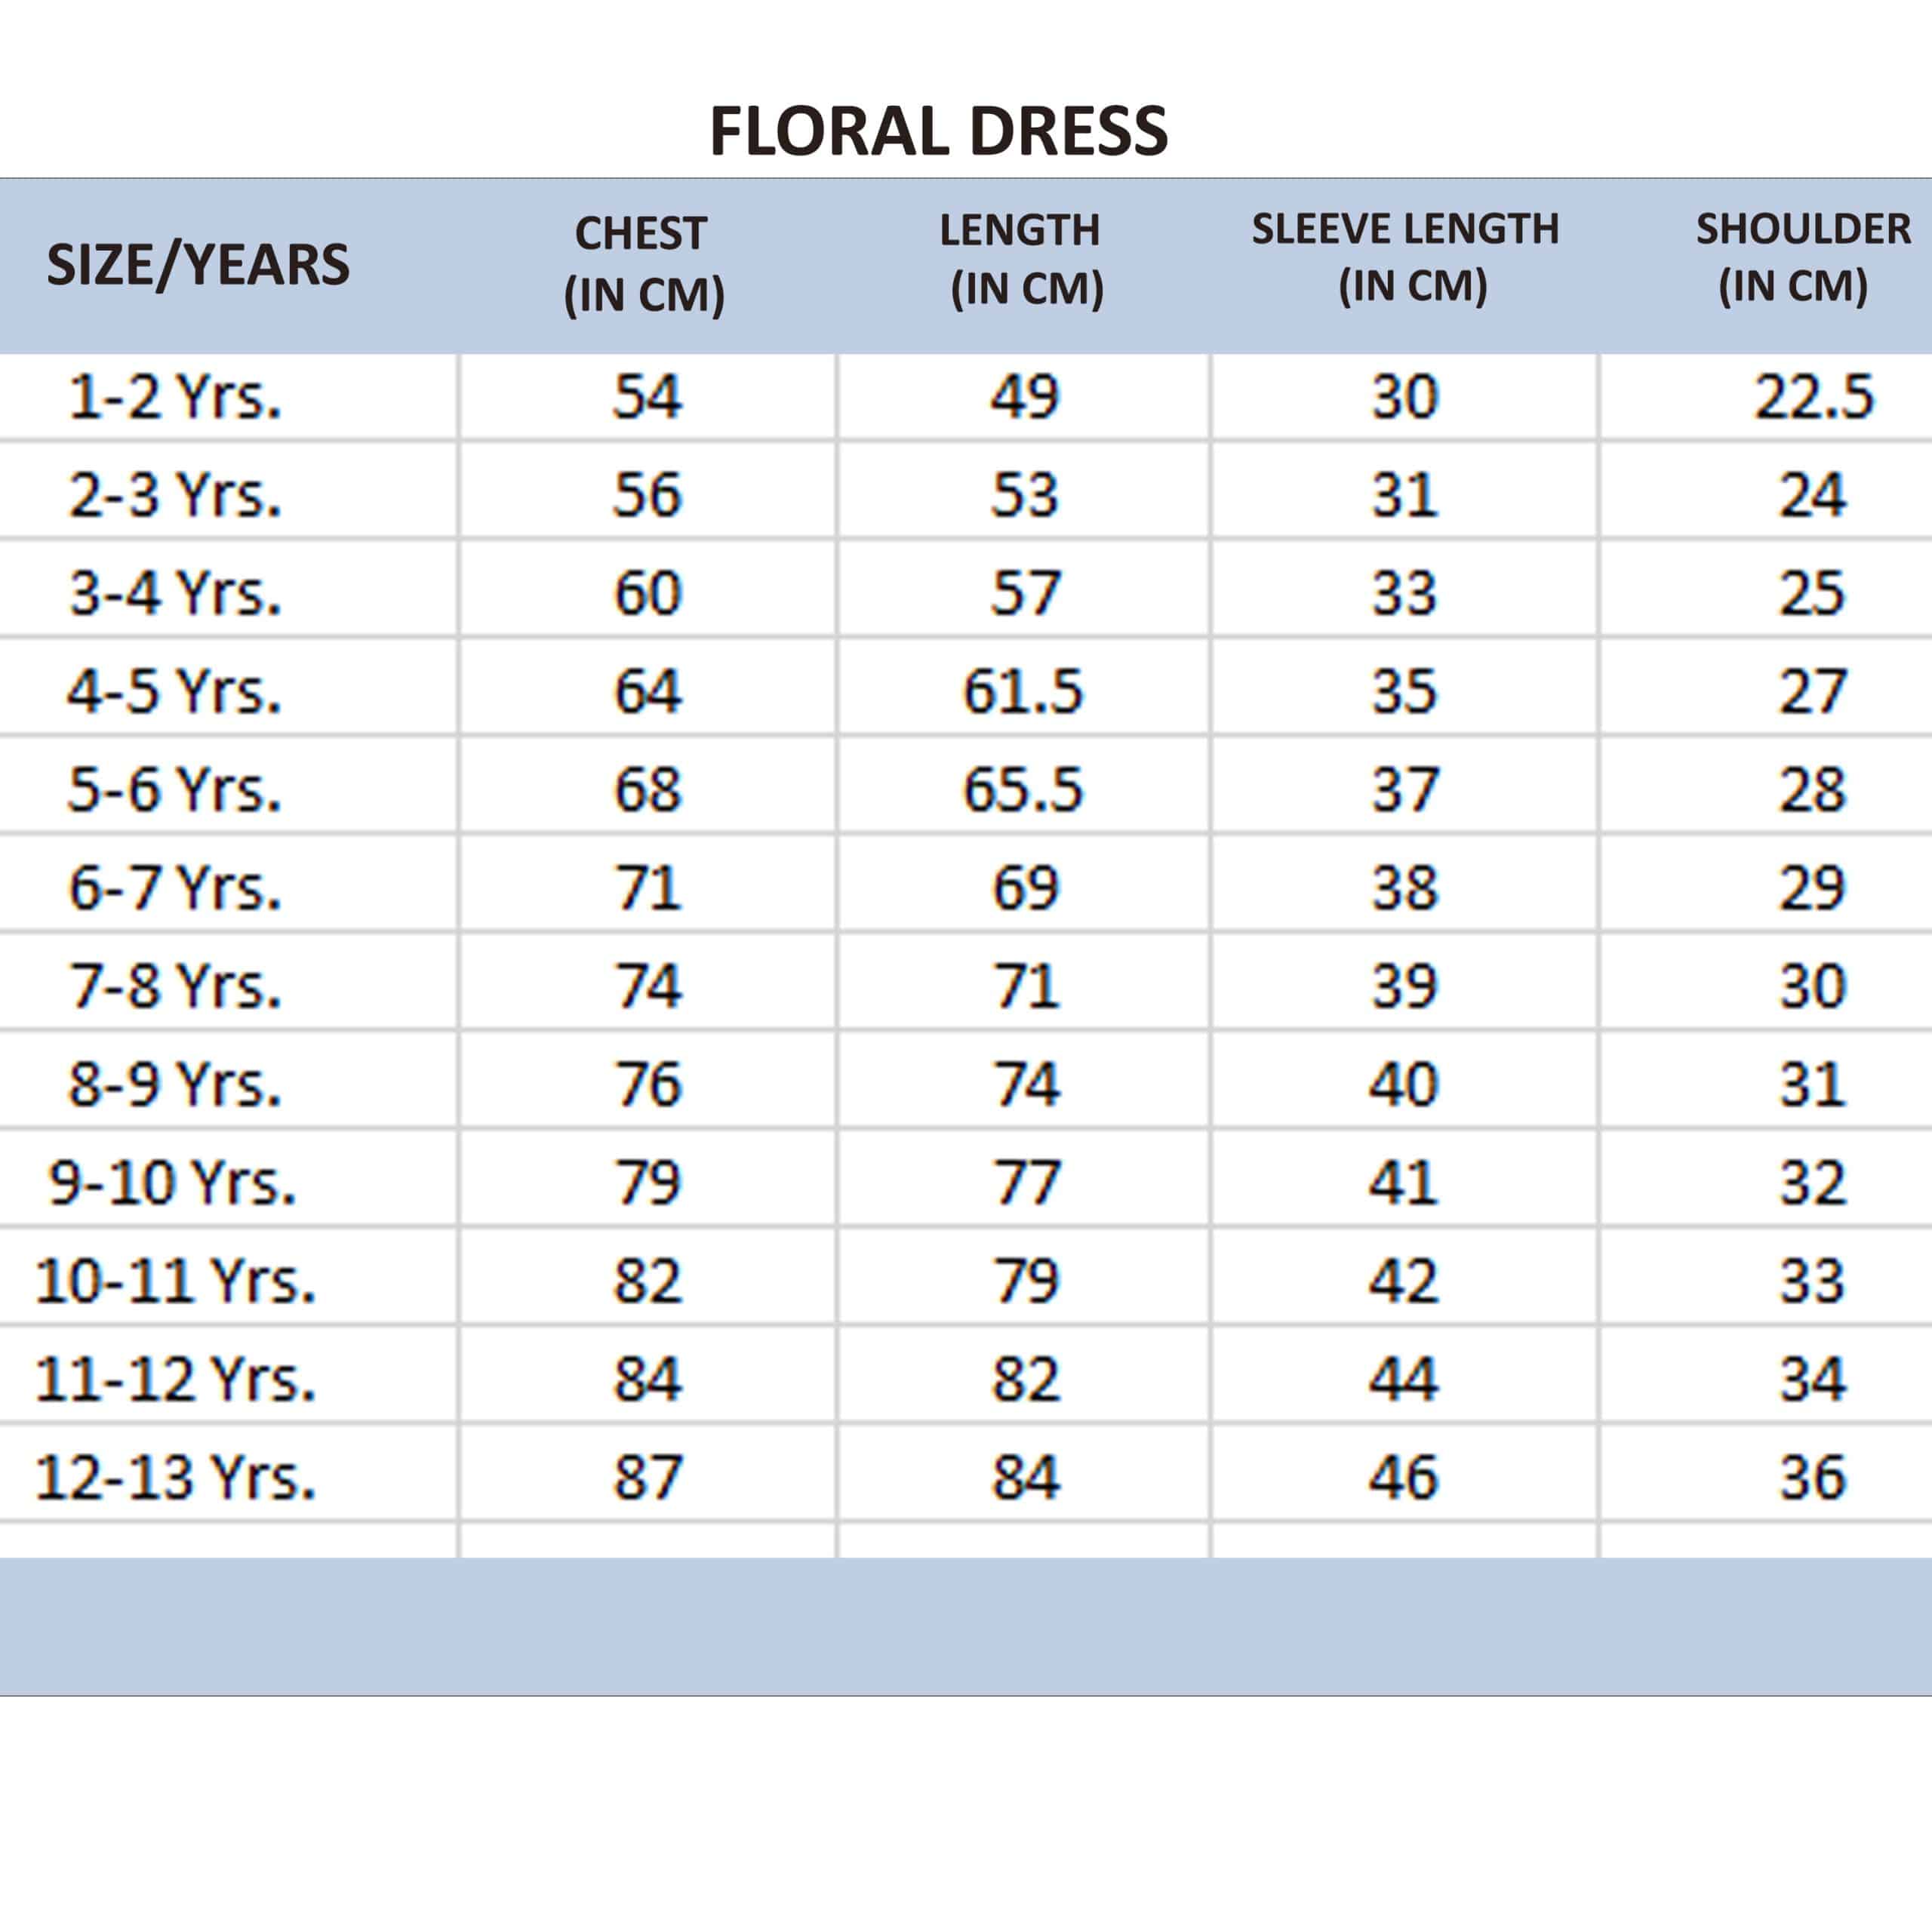 FLORAL DRESS
SIZE/YEARS CHEST (IN CM) LENGTH (IN CM) SLEEVE LENGTH (IN CM) SHOULDER (IN CM)
1-2 Yrs. 54 49 30 22.5
2-3 Yrs. 56 53 31 24
3-4 Yrs. 60 57 33 25
4-5 Yrs. 64 61.5 35 27
5-6 Yrs. 68 65.5 37 28
6-7 Yrs. 71 69 38 29
7-8 Yrs. 74 71 39 30
8-9 Yrs. 76 74 40 31
9-10 Yrs. 79 77 41 32
10-11 Yrs. 82 79 42 33
11-12 Yrs. 84 82 44 34
12-13 Yrs. 87 84 46 36